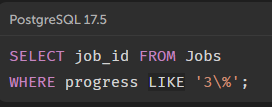 PostgreSQL 17.5
SELECT job_id FROM Jobs
WHERE progress LIKE '3\%';